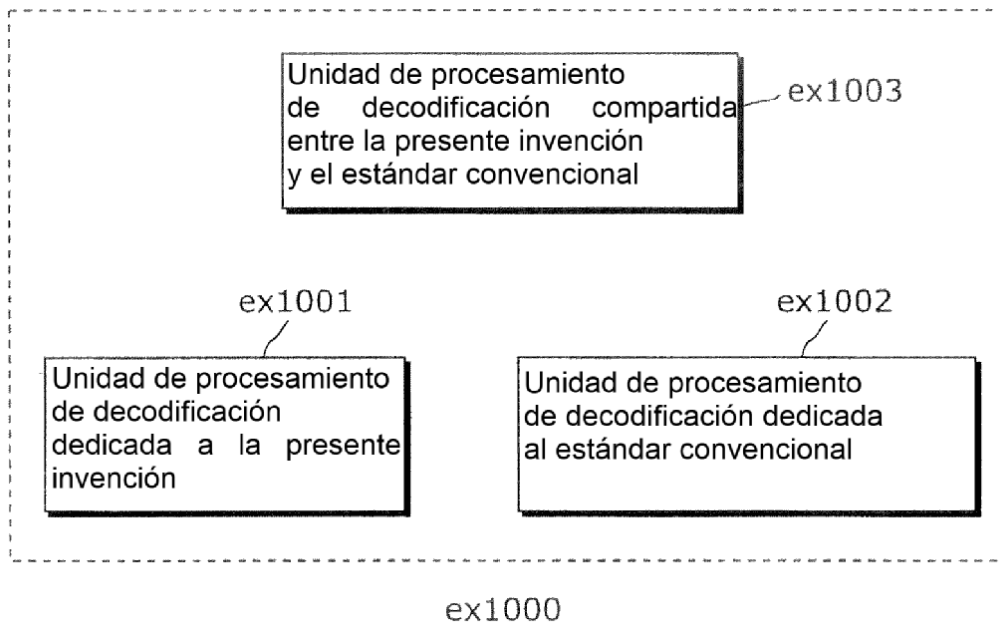 Unidad de procesamiento
de decodificación compartida
entre la presente invención
y el estándar convencional
ex1003
ex1001
ex1002
Unidad de procesamiento
de decodificación
dedicada a la presente
invención
Unidad de procesamiento
de decodificación dedicada
al estándar convencional
ex1000